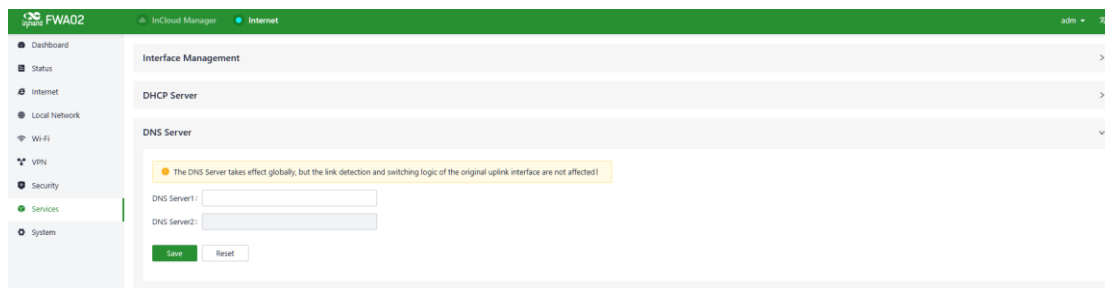 inhand FWA02
InCloud Manager
Internet
adm
Dashboard
Status
Internet
Local Network
Wi-Fi
VPN
Security
Services
System
Interface Management
DHCP Server
DNS Server
The DNS Server takes effect globally, but the link detection and switching logic of the original uplink interface are not affected!
DNS Server1:
DNS Server2:
Save
Reset